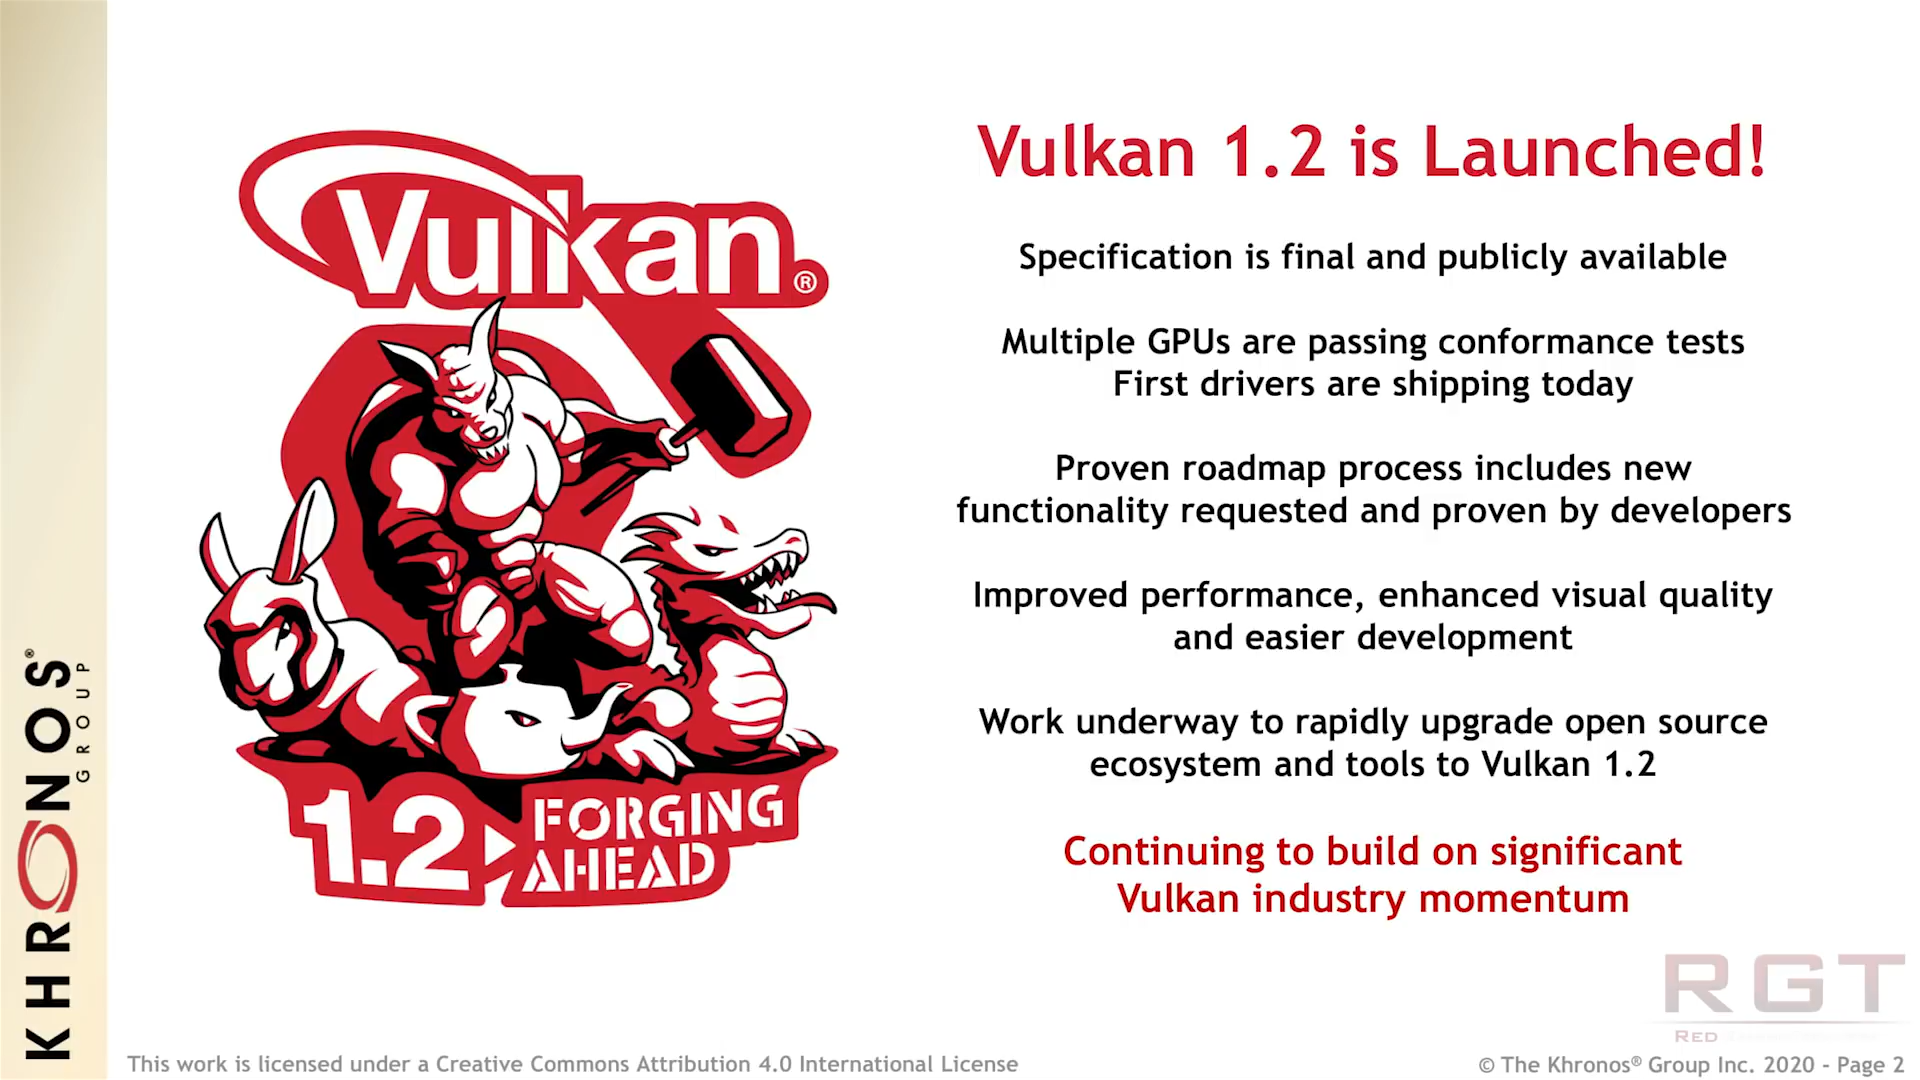 KHRONOS®
GROUP
Vulkan®
1.2 FORGING
AHEAD
Vulkan 1.2 is Launched!
Specification is final and publicly available
Multiple GPUs are passing conformance tests
First drivers are shipping today
Proven roadmap process includes new
functionality requested and proven by developers
Improved performance, enhanced visual quality
and easier development
Work underway to rapidly upgrade open source
ecosystem and tools to Vulkan 1.2
Continuing to build on significant
Vulkan industry momentum
RGT
RED
This work is licensed under a Creative Commons Attribution 4.0 International License
© The Khronos® Group Inc. 2020 - Page 2